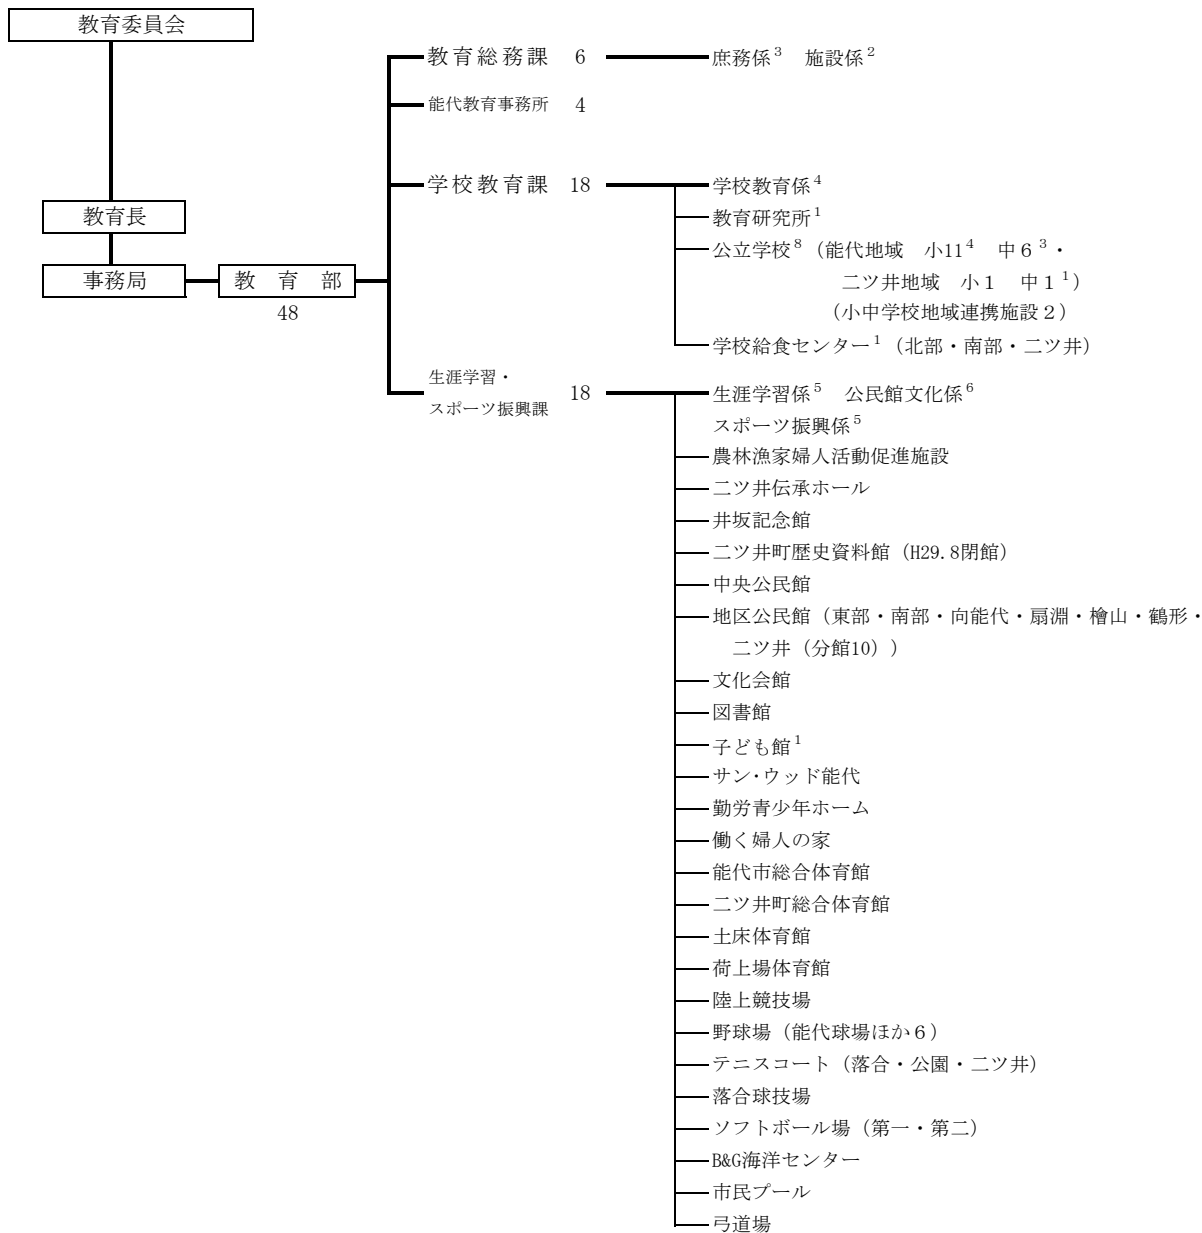 教育委員会
教育総務課 6 庶務係3 施設係2
能代教育事務所 4
学校教育課 18 学校教育係4
教育長
教育研究所1
公立学校8（能代地域 小114 中６3・
事務局 教 育 部
48
二ツ井地域 小１ 中１1）
（小中学校地域連携施設２）
学校給食センター1（北部・南部・二ツ井）
生涯学習・
スポーツ振興課 18 生涯学習係5 公民館文化係6
スポーツ振興係5
農林漁家婦人活動促進施設
二ツ井伝承ホール
井坂記念館
二ツ井町歴史資料館（H29.8閉館）
中央公民館
地区公民館（東部・南部・向能代・扇淵・檜山・鶴形・
二ツ井（分館10））
文化会館
図書館
子ども館1
サン・ウッド能代
勤労青少年ホーム
働く婦人の家
能代市総合体育館
二ツ井町総合体育館
土床体育館
荷上場体育館
陸上競技場
野球場（能代球場ほか６）
テニスコート（落合・公園・二ツ井）
落合球技場
ソフトボール場（第一・第二）
B&G海洋センター
市民プール
弓道場